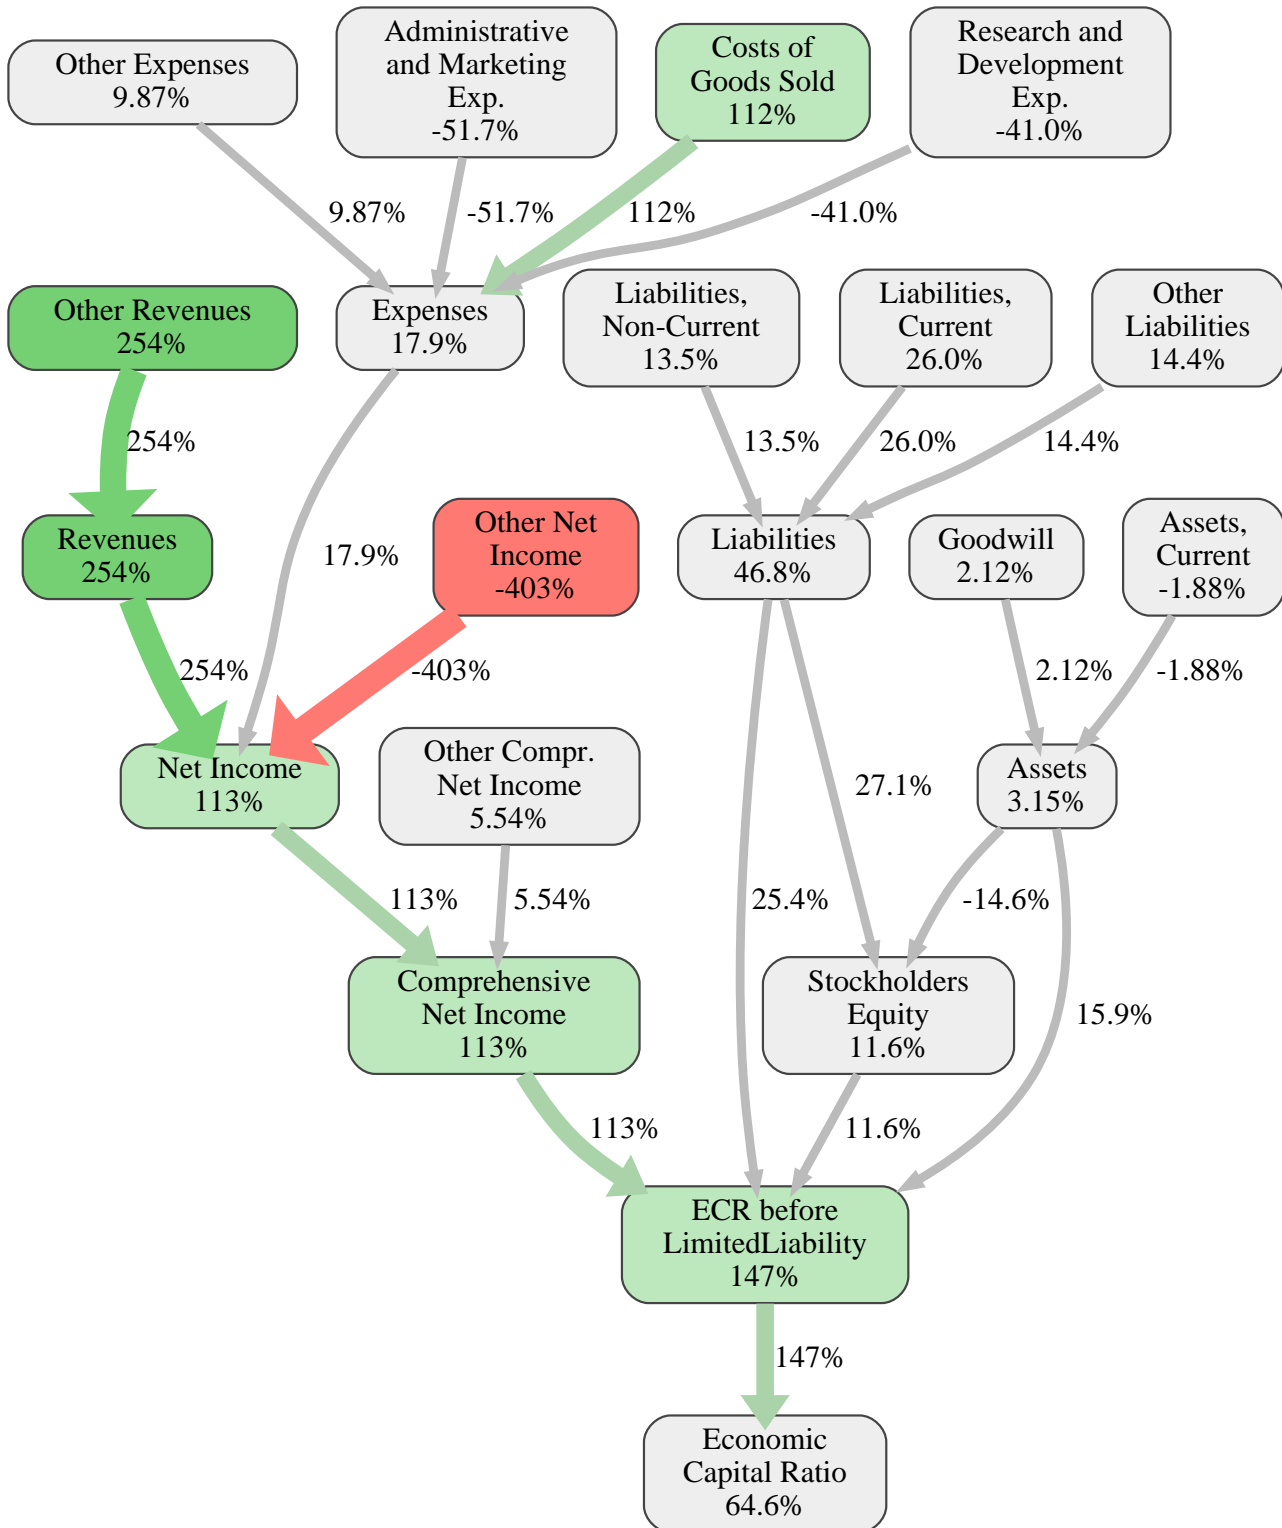 Other Expenses
9.87%
Administrative
and Marketing
Exp.
-51.7%
Costs of
Goods Sold
112%
Research and
Development
Exp.
-41.0%
9.87%
-51.7%
112%
-41.0%
Other Revenues
254%
Expenses
17.9%
Liabilities,
Non-Current
13.5%
Liabilities,
Current
26.0%
Other
Liabilities
14.4%
254%
13.5%
26.0%
14.4%
Revenues
254%
17.9%
Other Net
Income
-403%
Liabilities
46.8%
Goodwill
2.12%
Assets,
Current
-1.88%
254%
-403%
2.12%
-1.88%
Net Income
113%
Other Compr.
Net Income
5.54%
27.1%
Assets
3.15%
113%
5.54%
25.4%
-14.6%
Comprehensive
Net Income
113%
Stockholders
Equity
11.6%
15.9%
113%
11.6%
ECR before
LimitedLiability
147%
147%
Economic
Capital Ratio
64.6%